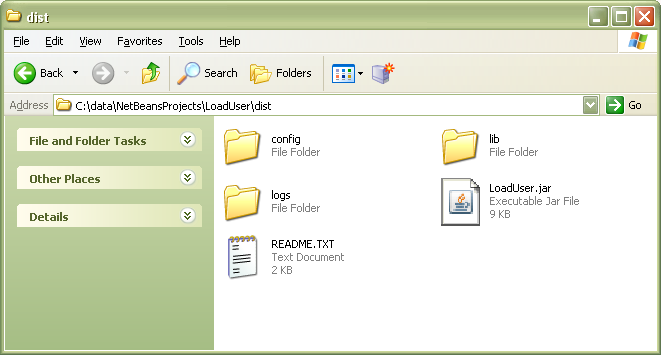 dist
File Edit View Favorites Tools Help
Back Search Folders
Address C:\data\NetBeansProjects\LoadUser\dist Go
File and Folder Tasks
Other Places
Details
config
File Folder
lib
File Folder
logs
File Folder
LoadUser.jar
Executable Jar File
9 KB
README.TXT
Text Document
2 KB